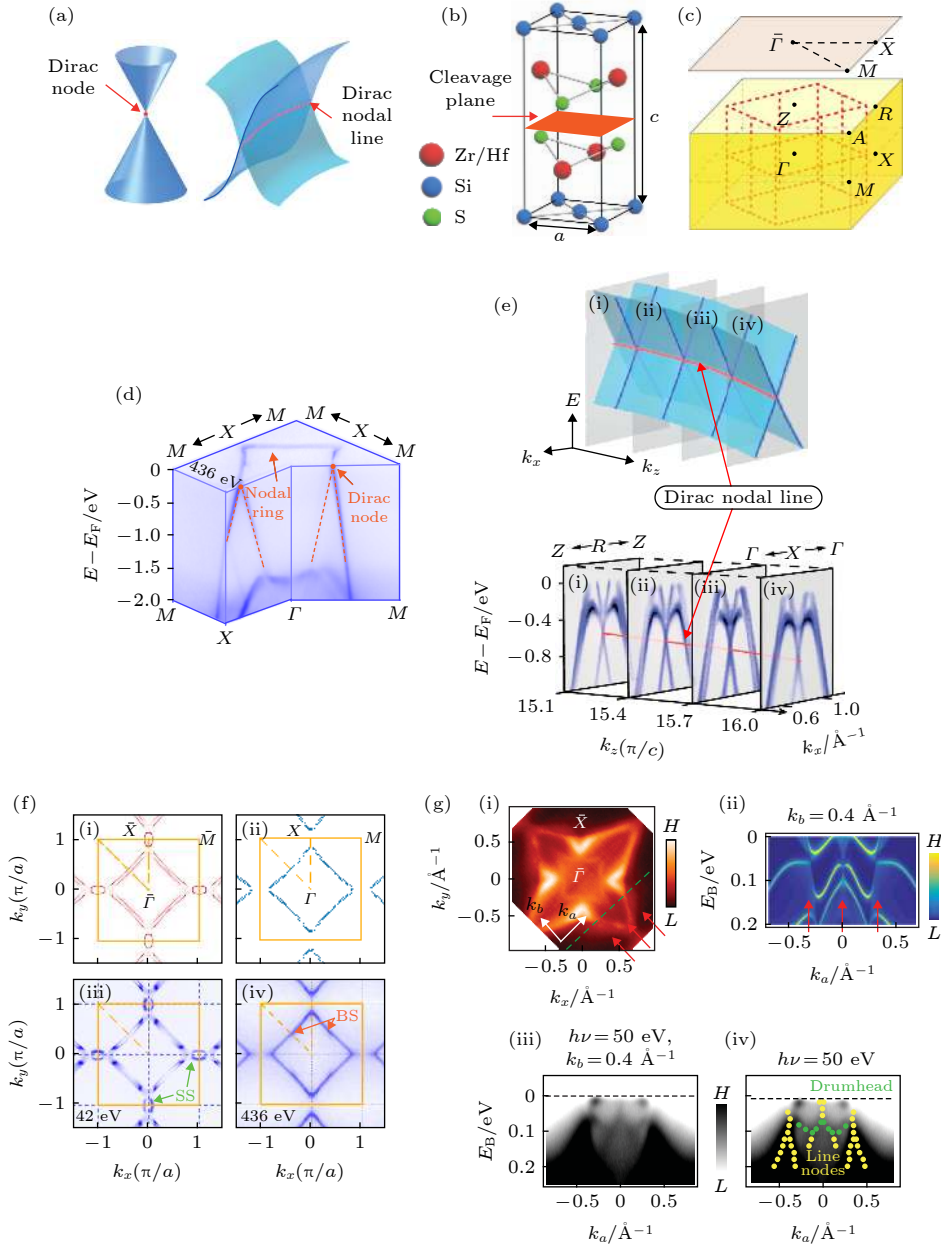 (a)
Dirac
node
Dirac
nodal
line
(b)
Cleavage
plane
Zr/Hf
Si
S
c
a
(c)
Γ̄
X̄
M̄
Z
R
A
Γ
X
M
(d)
M
X
M
M
X
M
436 eV
Nodal
ring
Dirac
node
E−E_F/eV
0
−0.5
−1.0
−1.5
−2.0
M
X
Γ
M
(e)
(i)
(ii)
(iii)
(iv)
E
k_x
k_z
Dirac nodal line
Z
R
Z
Γ
X
Γ
(i)
(ii)
(iii)
(iv)
E−E_F/eV
0
−0.4
−0.8
15.1
15.4
15.7
16.0
k_z(π/c)
0.6
1.0
k_x/Å⁻¹
(f)
(i)
X̄
M̄
Γ̄
k_y(π/a)
1
0
−1
(ii)
X
M
Γ
(iii)
SS
42 eV
k_y(π/a)
1
0
−1
−1
0
1
k_x(π/a)
(iv)
BS
436 eV
−1
0
1
k_x(π/a)
(g)
(i)
X̄
Γ̄
k_b
k_a
k_y/Å⁻¹
0.5
0
−0.5
−0.5
0
0.5
k_x/Å⁻¹
H
L
(ii)
k_b=0.4 Å⁻¹
E_B/eV
0
0.1
0.2
−0.5
0
0.5
k_a/Å⁻¹
H
L
(iii)
hν=50 eV,
k_b=0.4 Å⁻¹
E_B/eV
0
0.1
0.2
−0.5
0
0.5
k_a/Å⁻¹
H
L
(iv)
hν=50 eV
Drumhead
Line
nodes
−0.5
0
0.5
k_a/Å⁻¹